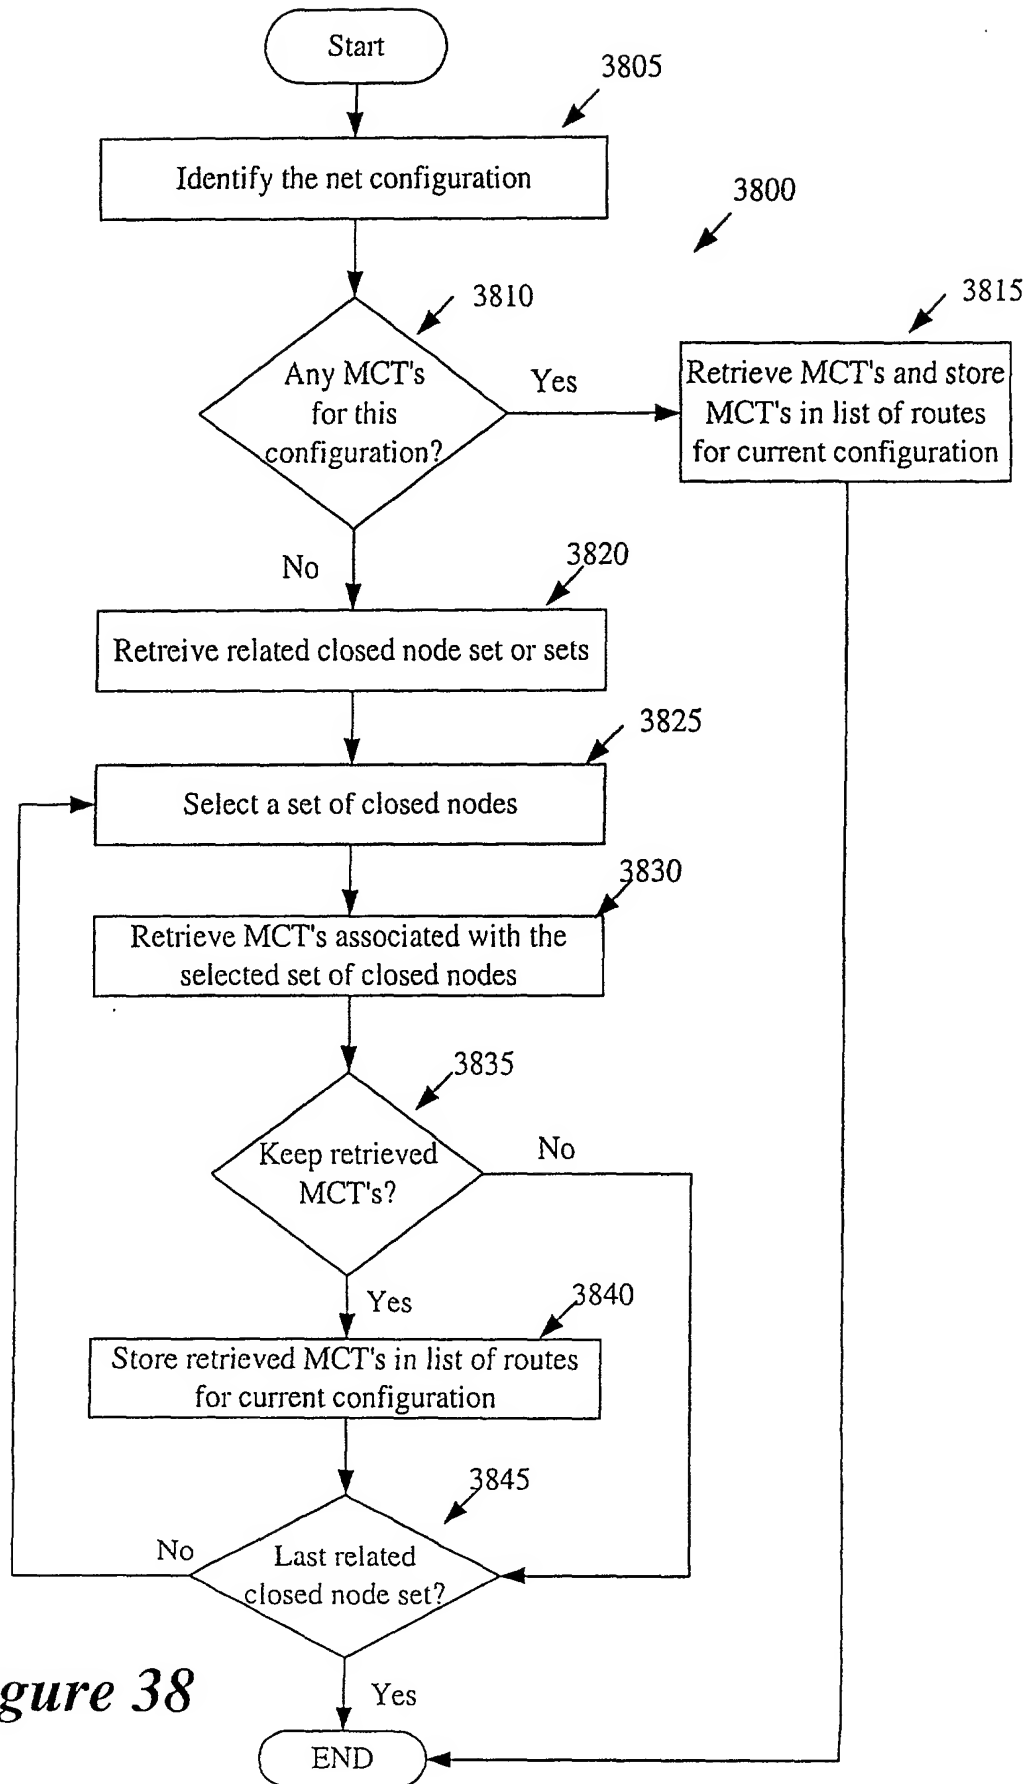 Start
3805
Identify the net configuration
3800
3810
3815
Any MCT's
for this
configuration?
Yes
Retrieve MCT's and store
MCT's in list of routes
for current configuration
No
3820
Retreive related closed node set or sets
3825
Select a set of closed nodes
3830
Retrieve MCT's associated with the
selected set of closed nodes
3835
Keep retrieved
MCT's?
No
Yes
3840
Store retrieved MCT's in list of routes
for current configuration
3845
No
Last related
closed node set?
gure 38
Yes
END